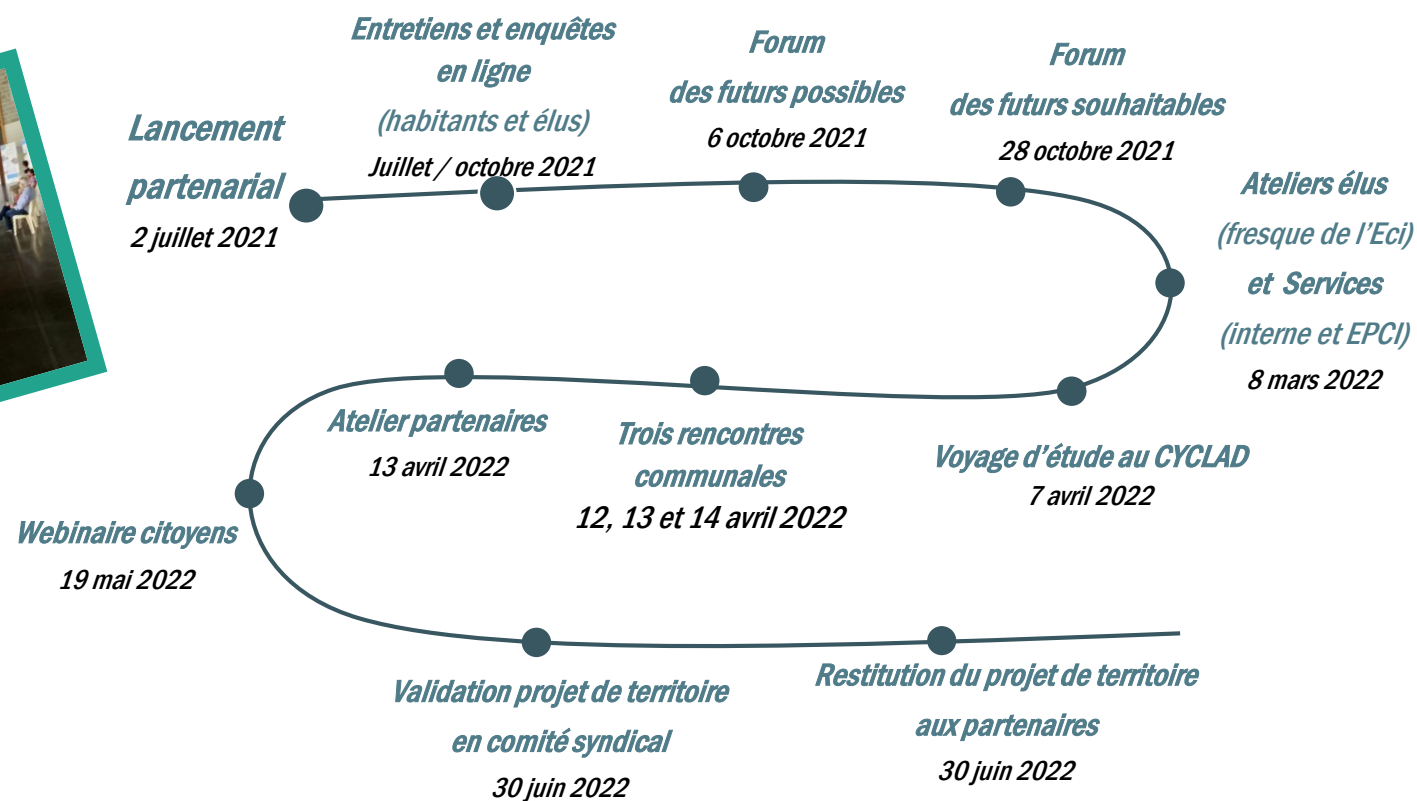 Lancement
partenarial
2 juillet 2021
Entretiens et enquêtes
en ligne
(habitants et élus)
Juillet / octobre 2021
Forum
des futurs possibles
6 octobre 2021
Forum
des futurs souhaitables
28 octobre 2021
Ateliers élus
(fresque de l’Eci)
et Services
(interne et EPCI)
8 mars 2022
Voyage d’étude au CYCLAD
7 avril 2022
Trois rencontres
communales
12, 13 et 14 avril 2022
Atelier partenaires
13 avril 2022
Webinaire citoyens
19 mai 2022
Validation projet de territoire
en comité syndical
30 juin 2022
Restitution du projet de territoire
aux partenaires
30 juin 2022